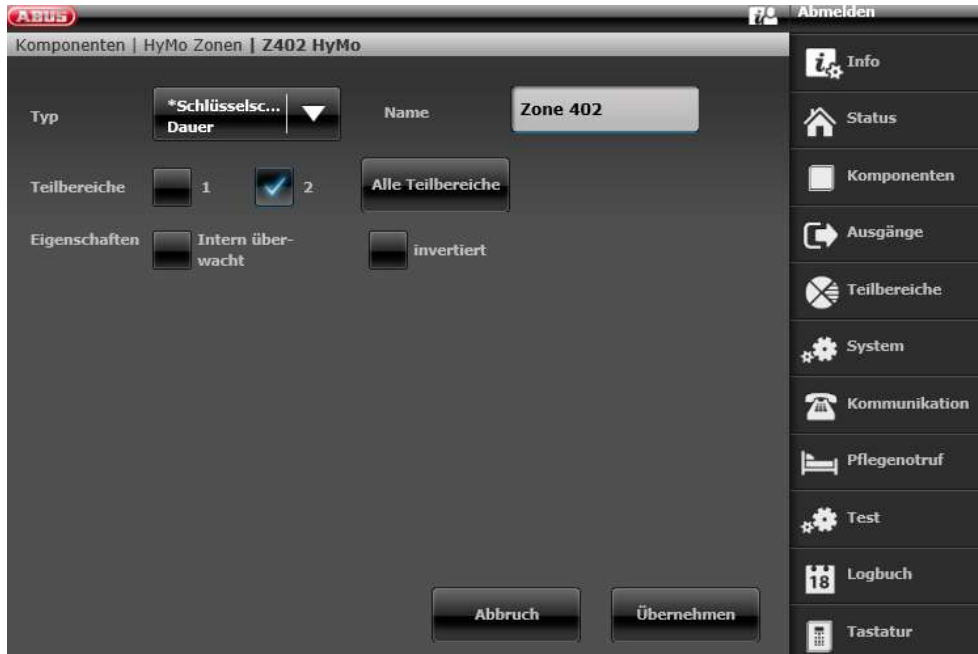 ABUS
Abmelden
Komponenten | HyMo Zonen | Z402 HyMo
Typ
*Schlüsselsc...
Dauer
Name
Zone 402
Teilbereiche
1
2
Alle Teilbereiche
Eigenschaften
Intern über-
wacht
invertiert
Abbruch
Übernehmen
Info
Status
Komponenten
Ausgänge
Teilbereiche
System
Kommunikation
Pflegenotruf
Test
18
Logbuch
Tastatur